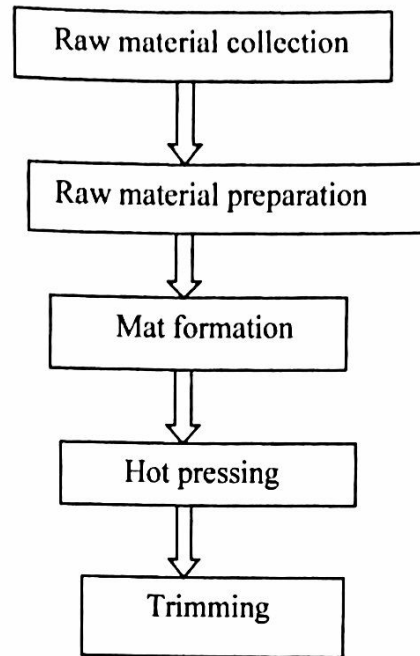 Raw material collection
Raw material preparation
Mat formation
Hot pressing
Trimming